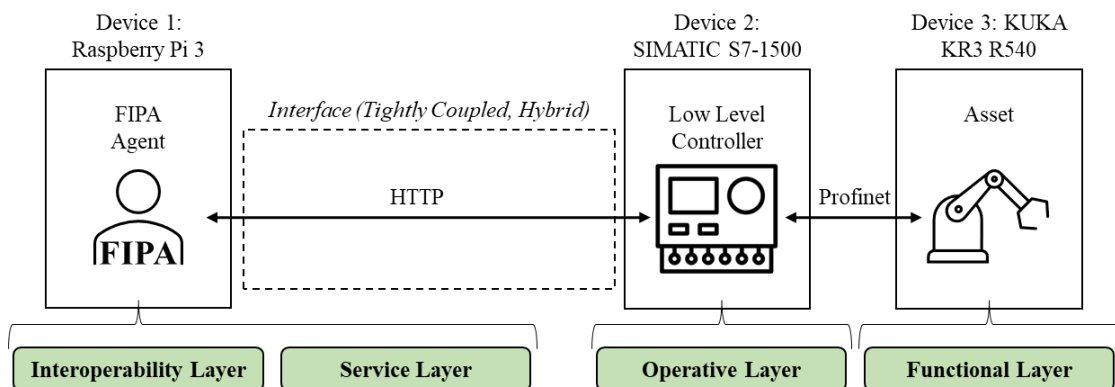 Device 1:
Raspberry Pi 3
Device 2:
SIMATIC S7-1500
Device 3: KUKA
KR3 R540
Interface (Tightly Coupled, Hybrid)
FIPA
Agent
Low Level
Controller
Asset
HTTP
Profinet
FIPA
Interoperability Layer
Service Layer
Operative Layer
Functional Layer